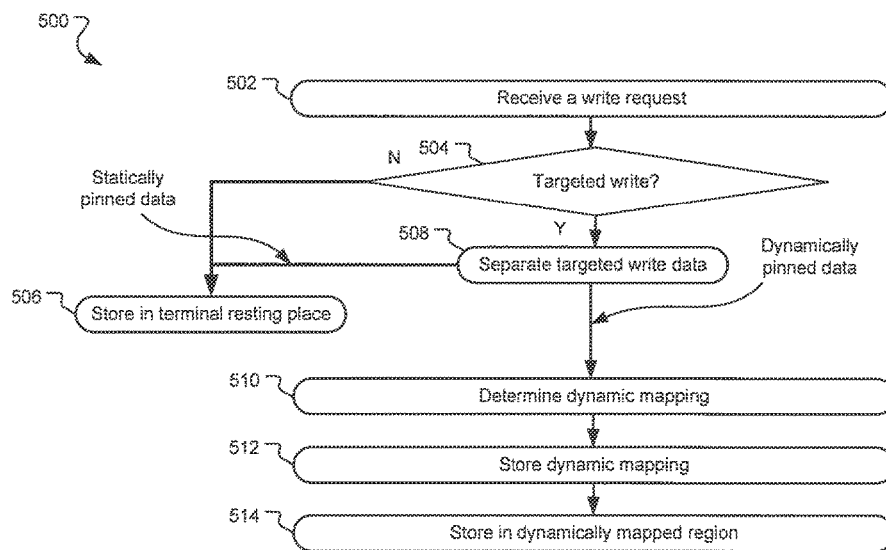 500
502
Receive a write request
504
N
Targeted write?
Statically
pinned data
Y
508
Separate targeted write data
Dynamically
pinned data
506
Store in terminal resting place
510
Determine dynamic mapping
512
Store dynamic mapping
514
Store in dynamically mapped region